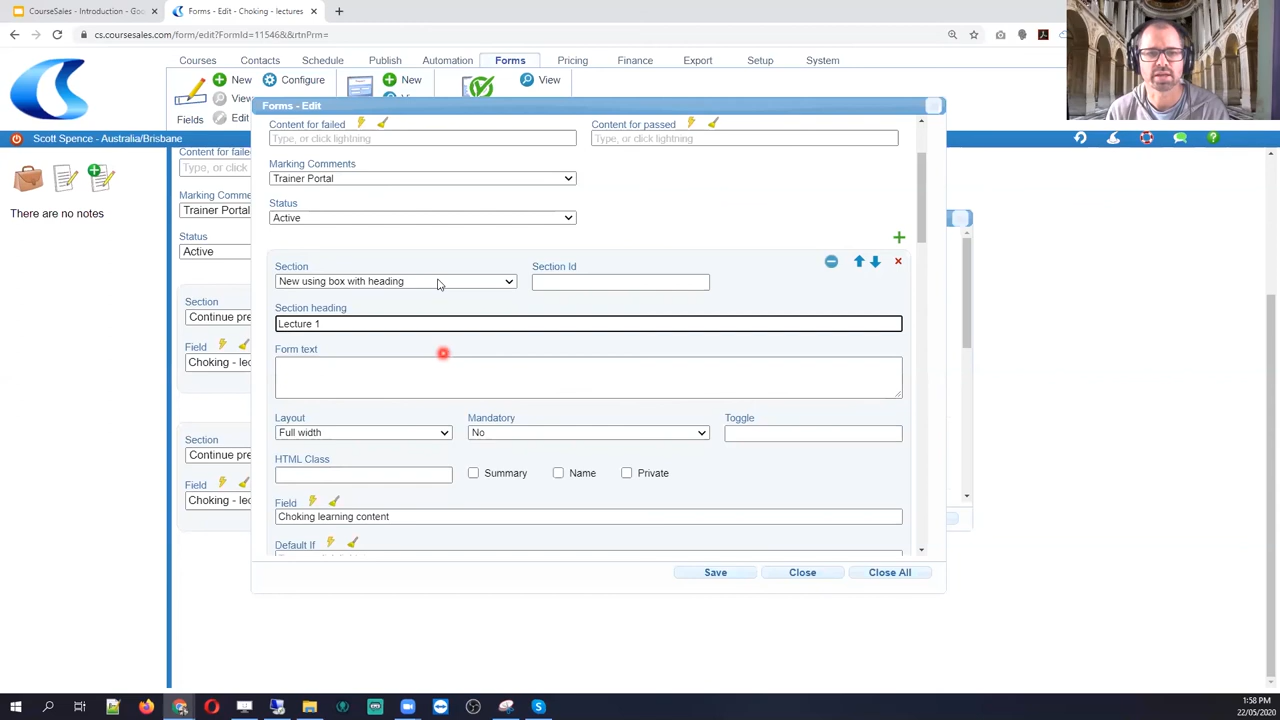 CourseSales - Introduction - Goo
Forms - Edit - Choking - lectures
cs.coursesales.com/form/edit?FormId=11546&&rtnPrm=
Courses Contacts Schedule Publish Automation Forms Pricing Finance Export Setup System
New Configure New View
View
Fields Edit
Scott Spence - Australia/Brisbane
There are no notes
Content for failed
Type, or click
Marking Comme
Trainer Portal
Status
Active
Section
Continue pre
Field
Choking - lec
Section
Continue pre
Field
Choking - lec
Forms - Edit
Content for failed Content for passed
Type, or click lightning Type, or click lightning
Marking Comments
Trainer Portal
Status
Active
Section Section Id
New using box with heading
Section heading
Lecture 1
Form text
Layout Mandatory Toggle
Full width No
HTML Class
Summary Name Private
Field
Choking learning content
Default If
Save Close Close All
1:58 PM
22/05/2020